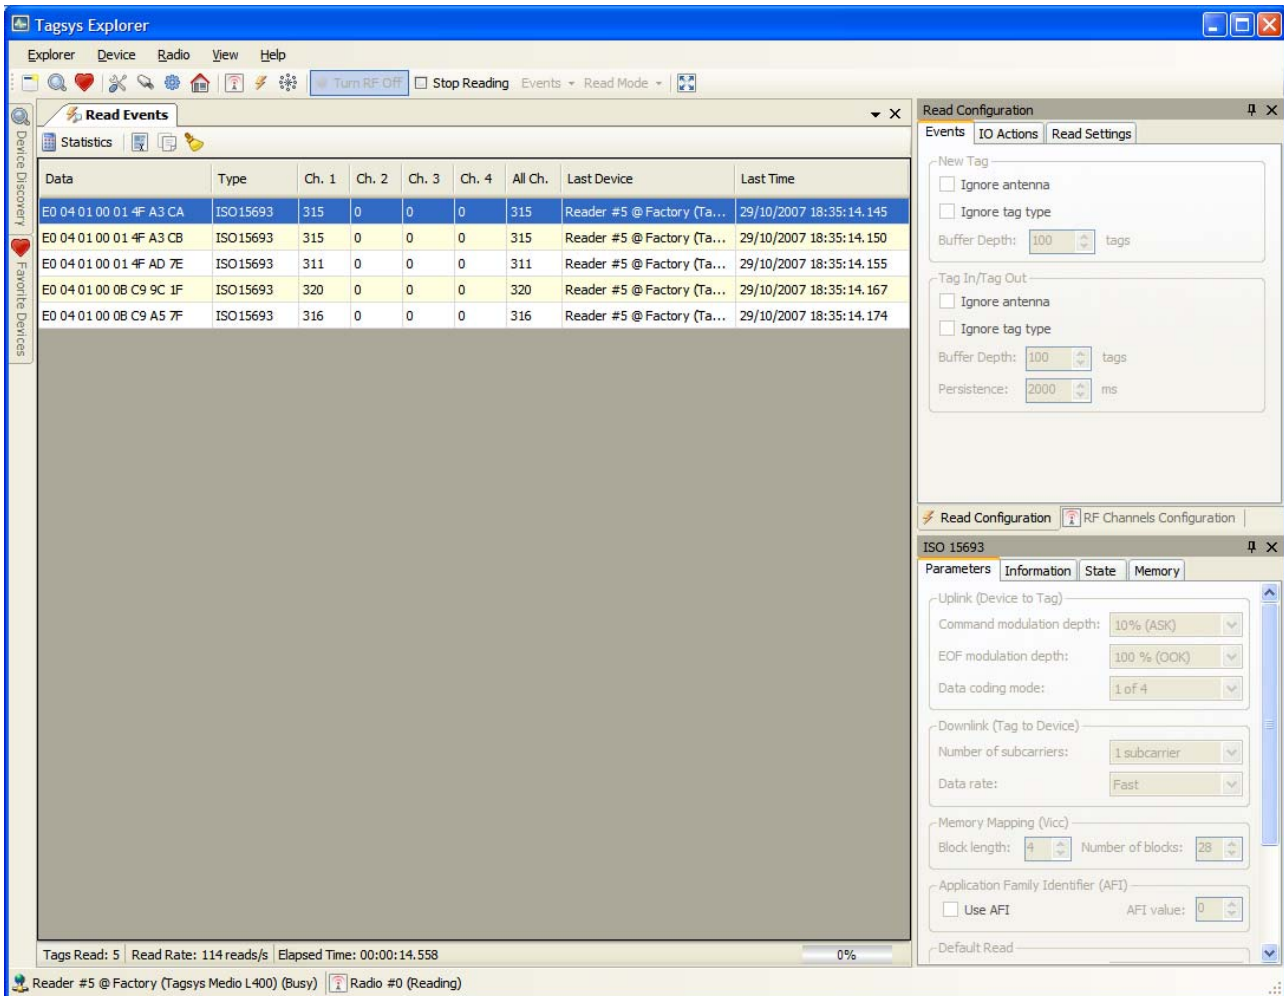 Tagsys Explorer
Explorer Device Radio View Help
Turn RF Off Stop Reading Events Read Mode
Device Discovery
Favorite Devices
Read Events
Statistics
Data Type Ch. 1 Ch. 2 Ch. 3 Ch. 4 All Ch. Last Device Last Time
E0 04 01 00 01 4F A3 CA ISO15693 315 0 0 0 315 Reader #5 @ Factory (Ta... 29/10/2007 18:35:14.145
E0 04 01 00 01 4F A3 CB ISO15693 315 0 0 0 315 Reader #5 @ Factory (Ta... 29/10/2007 18:35:14.150
E0 04 01 00 01 4F AD 7E ISO15693 311 0 0 0 311 Reader #5 @ Factory (Ta... 29/10/2007 18:35:14.155
E0 04 01 00 0B C9 9C 1F ISO15693 320 0 0 0 320 Reader #5 @ Factory (Ta... 29/10/2007 18:35:14.167
E0 04 01 00 0B C9 A5 7F ISO15693 316 0 0 0 316 Reader #5 @ Factory (Ta... 29/10/2007 18:35:14.174
Tags Read: 5 Read Rate: 114 reads/s Elapsed Time: 00:00:14.558 0%
Read Configuration
Events IO Actions Read Settings
New Tag
Ignore antenna
Ignore tag type
Buffer Depth: 100 tags
Tag In/Tag Out
Ignore antenna
Ignore tag type
Buffer Depth: 100 tags
Persistence: 2000 ms
Read Configuration RF Channels Configuration
ISO 15693
Parameters Information State Memory
Uplink (Device to Tag)
Command modulation depth: 10% (ASK)
EOF modulation depth: 100 % (OOK)
Data coding mode: 1 of 4
Downlink (Tag to Device)
Number of subcarriers: 1 subcarrier
Data rate: Fast
Memory Mapping (Vicc)
Block length: 4 Number of blocks: 28
Application Family Identifier (AFI)
Use AFI AFI value: 0
Default Read
Reader #5 @ Factory (Tagsys Medio L400) (Busy) Radio #0 (Reading)